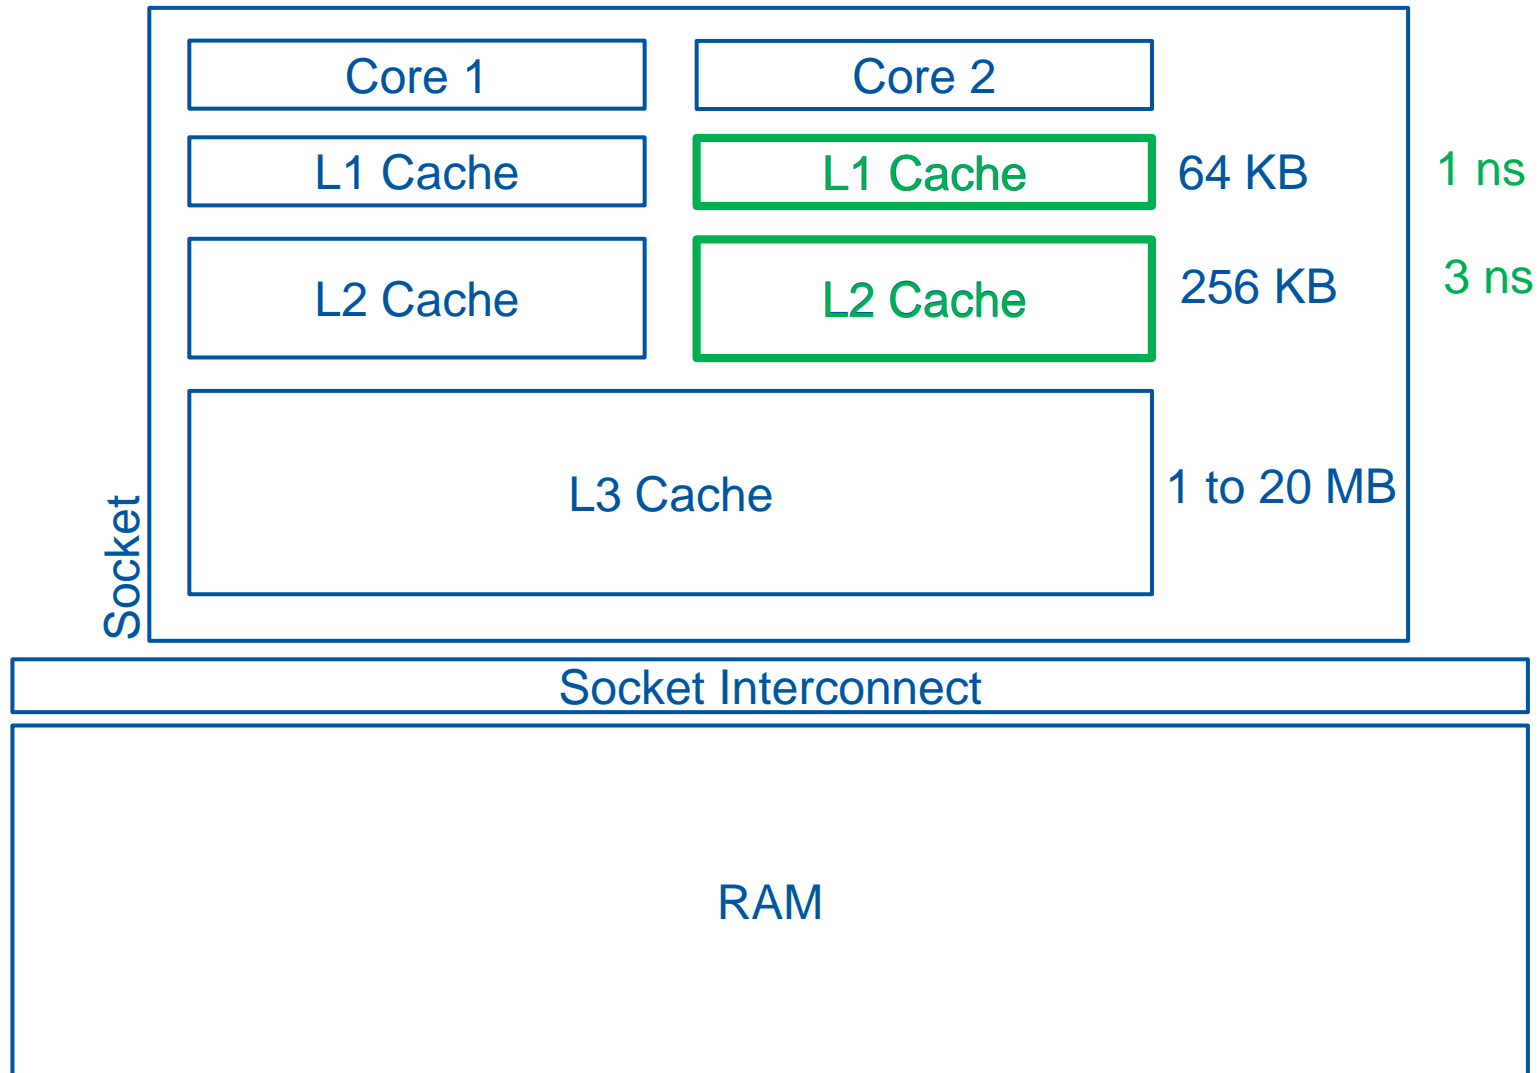 Core 1
Core 2
L1 Cache
L1 Cache
64 KB
1 ns
L2 Cache
L2 Cache
256 KB
3 ns
L3 Cache
1 to 20 MB
Socket
Socket Interconnect
RAM